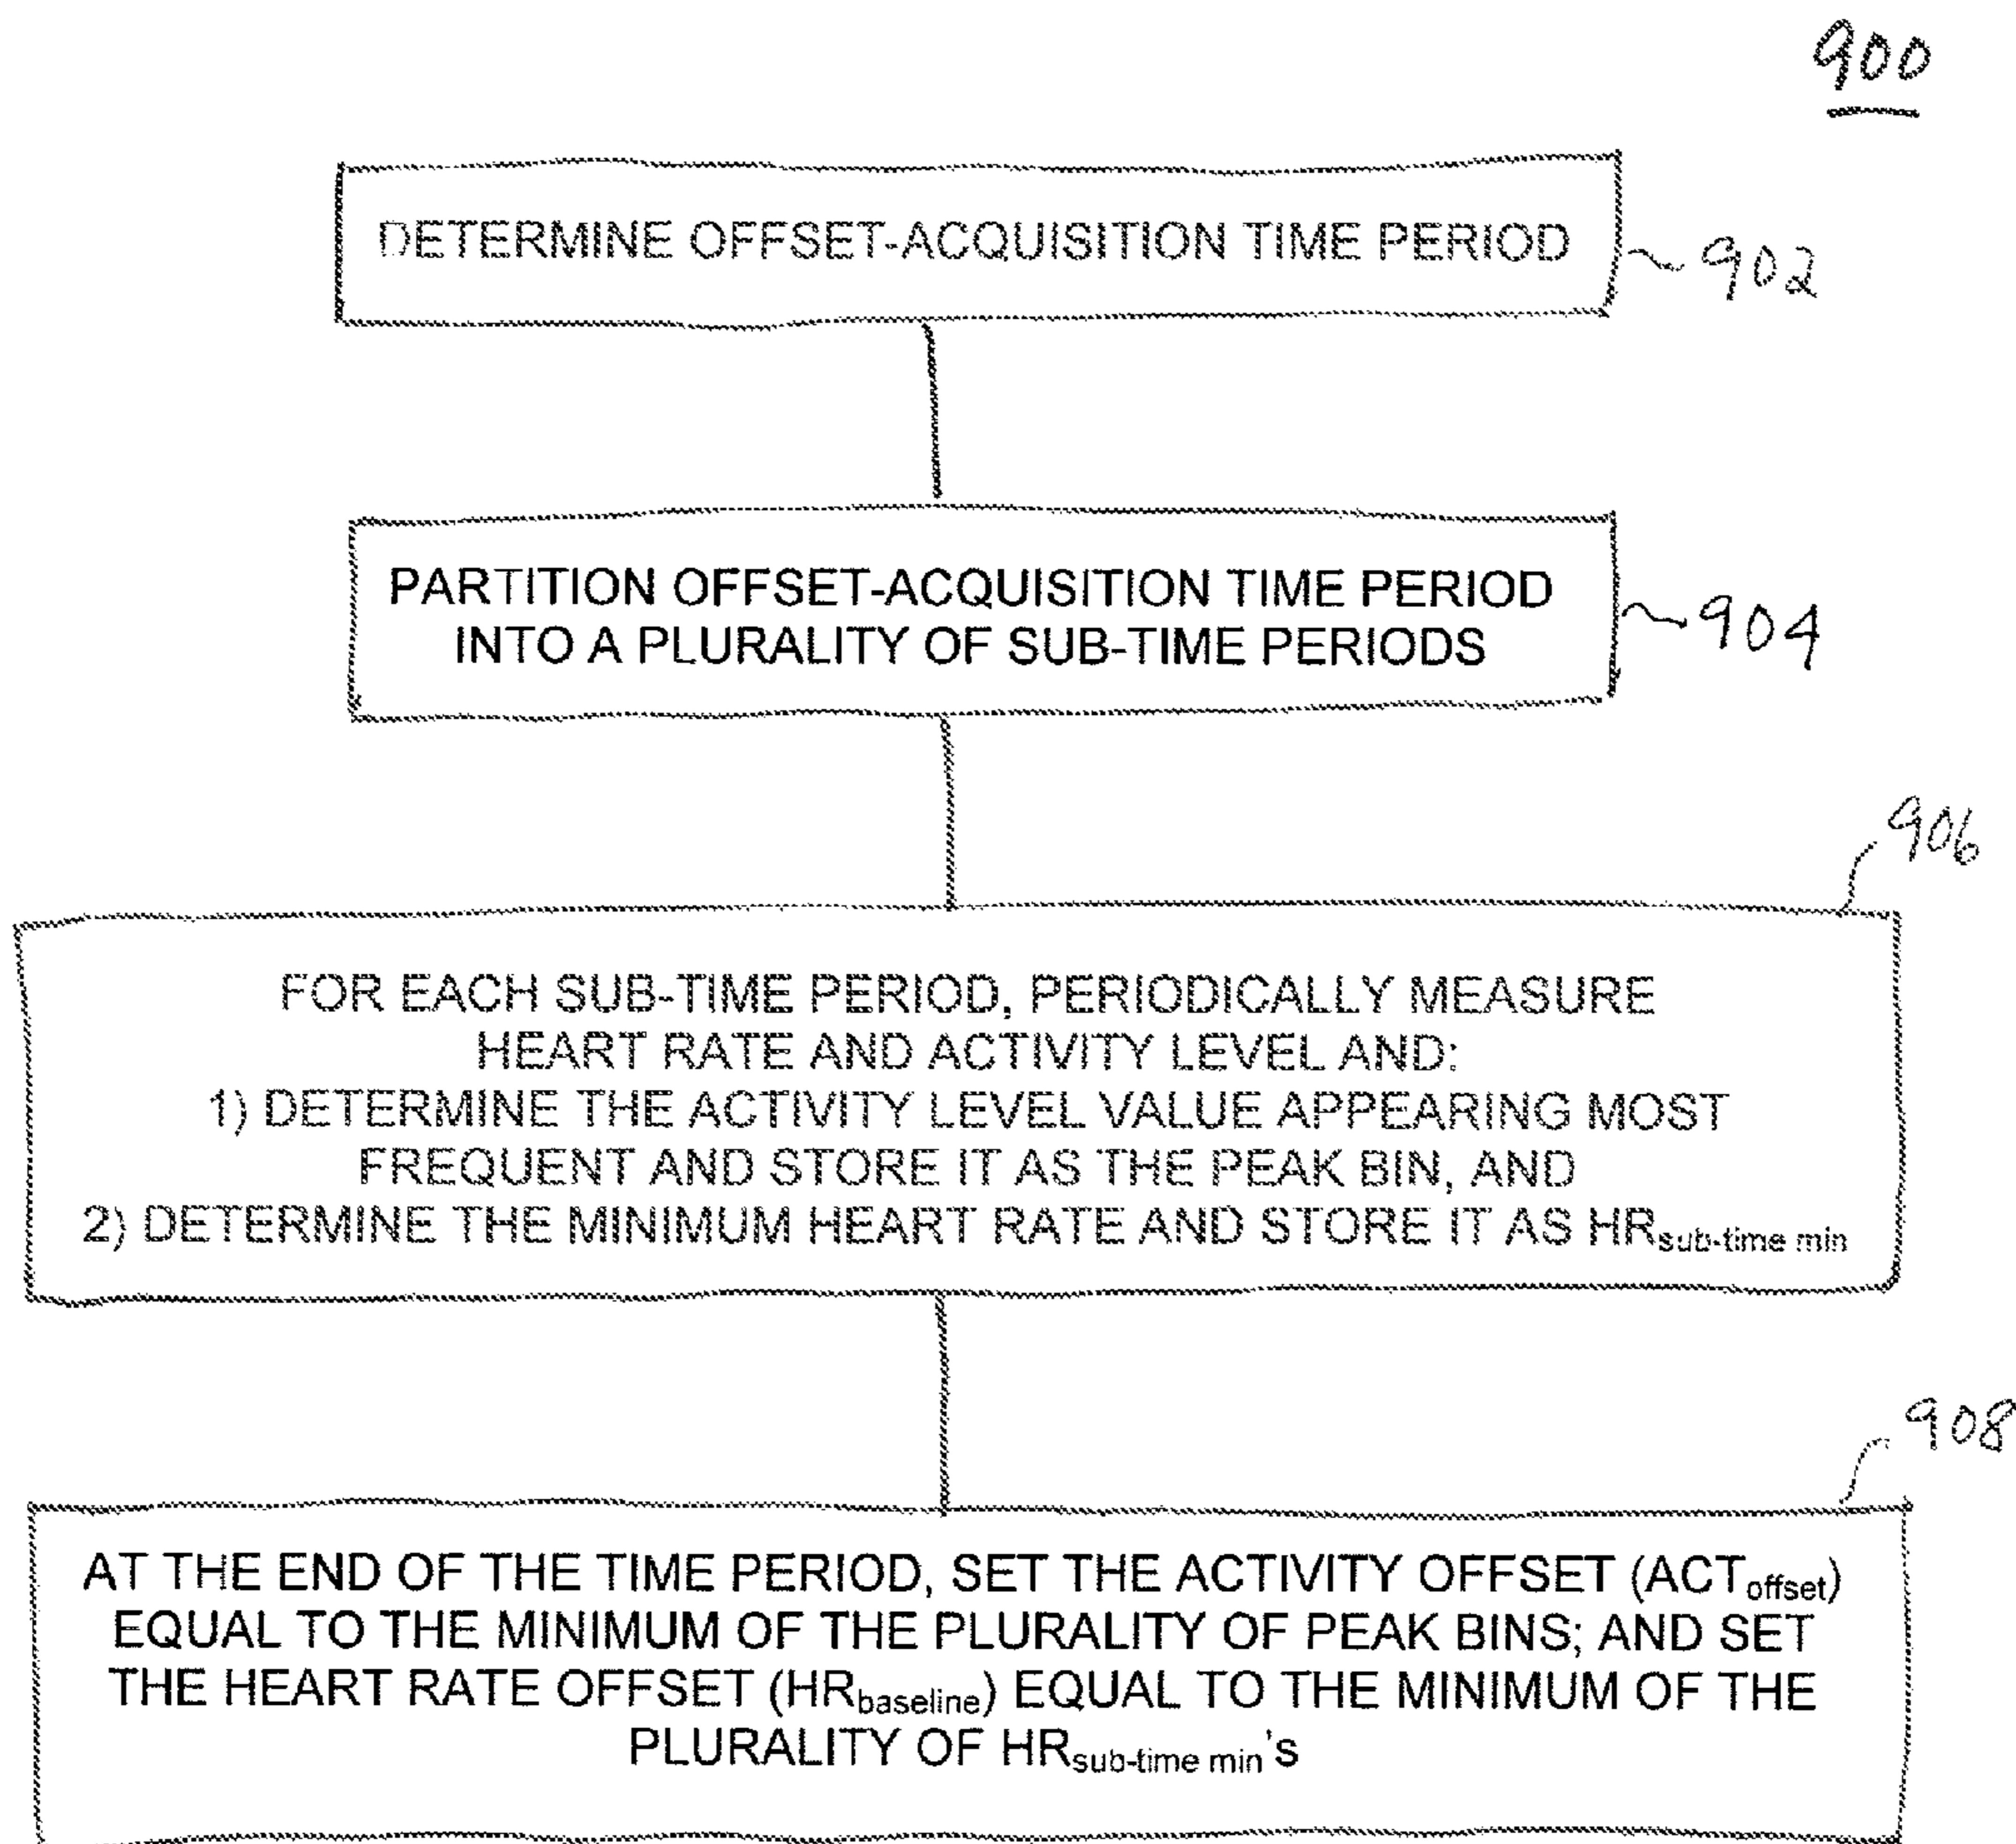 900
DETERMINE OFFSET-ACQUISITION TIME PERIOD
902
PARTITION OFFSET-ACQUISITION TIME PERIOD
INTO A PLURALITY OF SUB-TIME PERIODS
904
906
FOR EACH SUB-TIME PERIOD, PERIODICALLY MEASURE
HEART RATE AND ACTIVITY LEVEL AND:
1) DETERMINE THE ACTIVITY LEVEL VALUE APPEARING MOST
FREQUENT AND STORE IT AS THE PEAK BIN, AND
2) DETERMINE THE MINIMUM HEART RATE AND STORE IT AS HRsub-time min
908
AT THE END OF THE TIME PERIOD, SET THE ACTIVITY OFFSET (ACToffset)
EQUAL TO THE MINIMUM OF THE PLURALITY OF PEAK BINS; AND SET
THE HEART RATE OFFSET (HRbaseline) EQUAL TO THE MINIMUM OF THE
PLURALITY OF HRsub-time min's